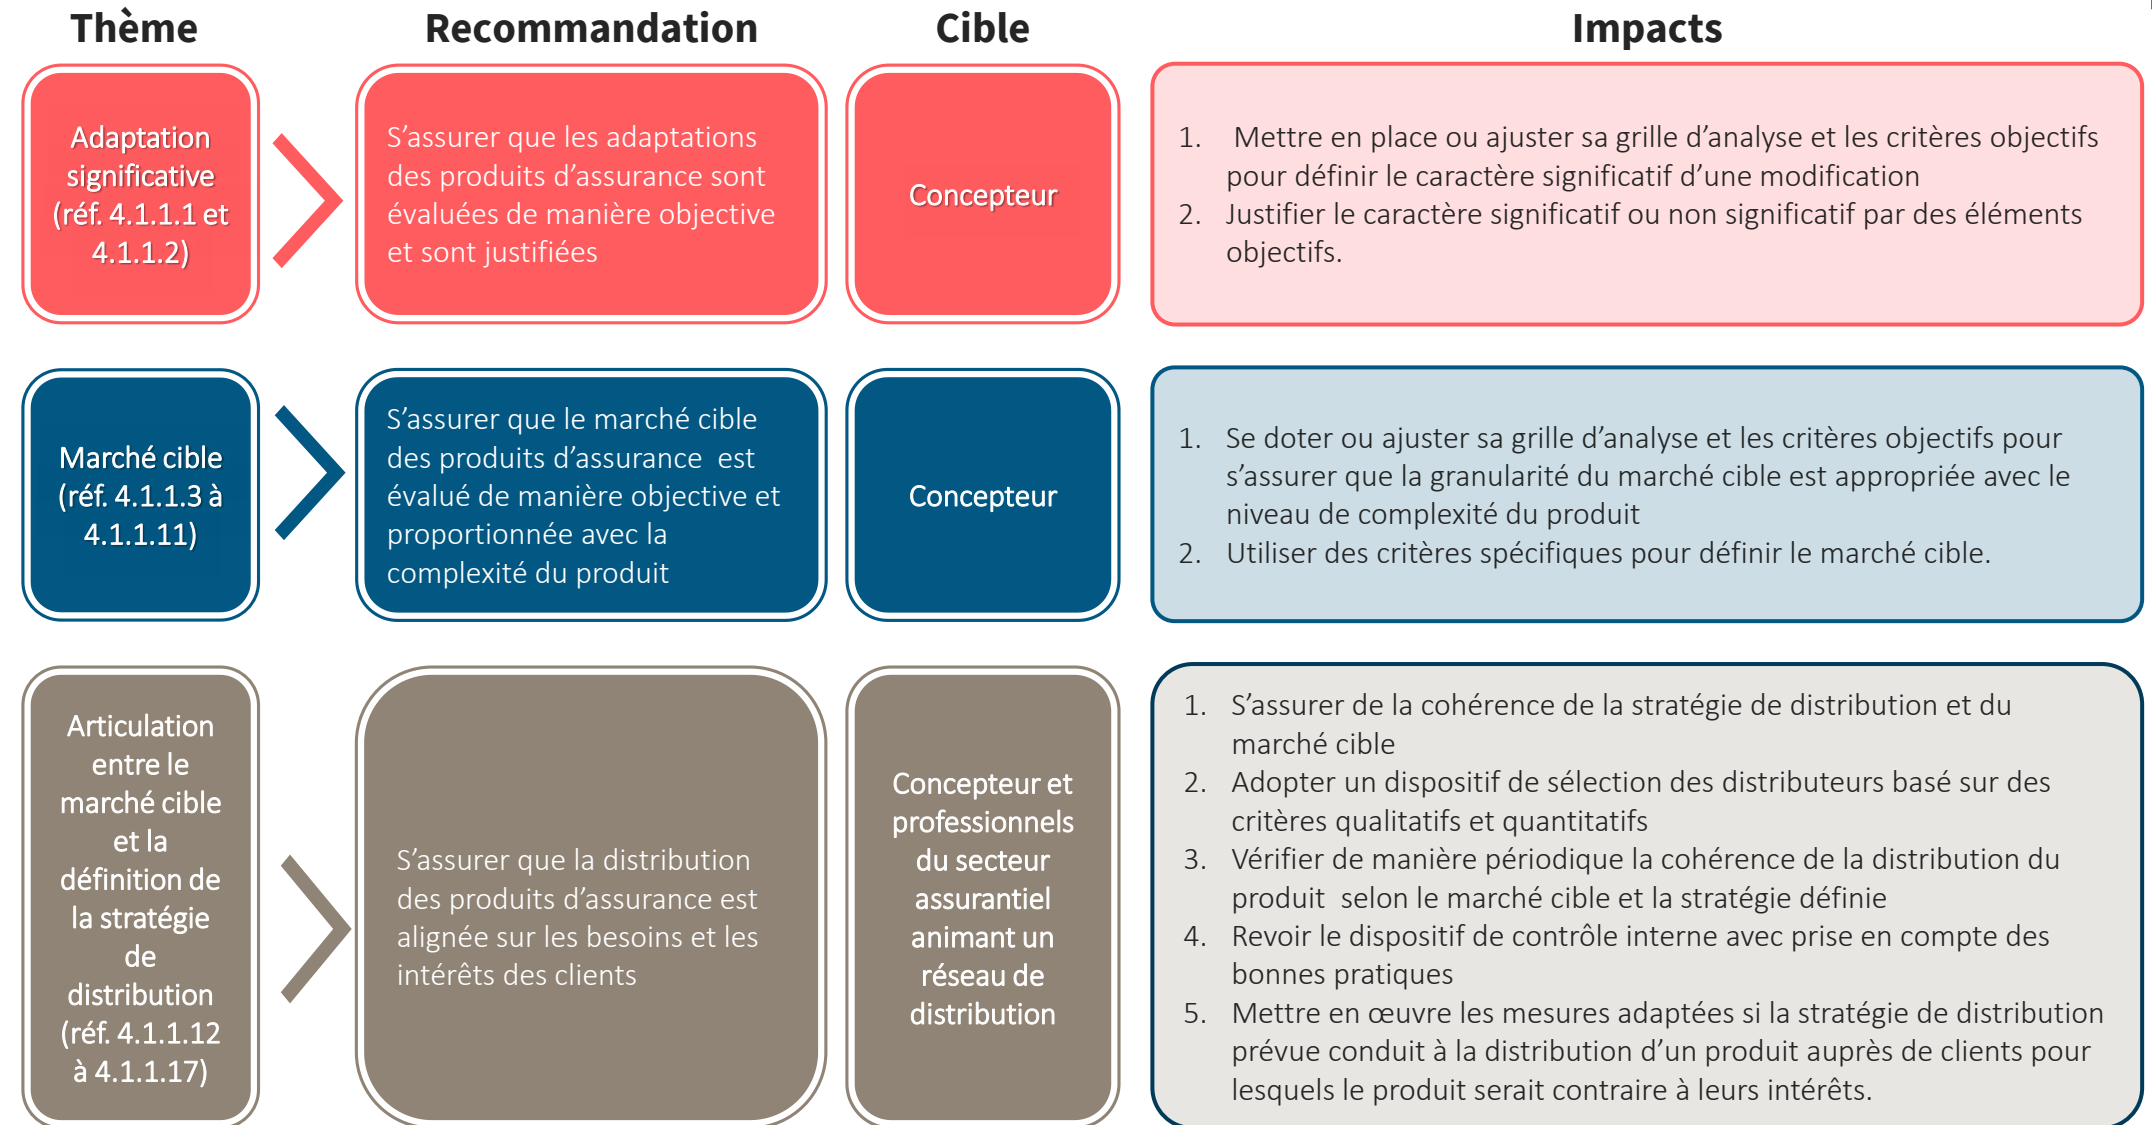 Thème
Recommandation
Cible
Impacts
Adaptation
significative
(réf. 4.1.1.1 et
4.1.1.2)
S’assurer que les adaptations
des produits d’assurance sont
évaluées de manière objective
et sont justifiées
Concepteur
1. Mettre en place ou ajuster sa grille d’analyse et les critères objectifs
pour définir le caractère significatif d’une modification
2. Justifier le caractère significatif ou non significatif par des éléments
objectifs.
Marché cible
(réf. 4.1.1.3 à
4.1.1.11)
S’assurer que le marché cible
des produits d’assurance est
évalué de manière objective et
proportionnée avec la
complexité du produit
Concepteur
1. Se doter ou ajuster sa grille d’analyse et les critères objectifs pour
s’assurer que la granularité du marché cible est appropriée avec le
niveau de complexité du produit
2. Utiliser des critères spécifiques pour définir le marché cible.
Articulation
entre le
marché cible
et la
définition de
la stratégie
de
distribution
(réf. 4.1.1.12
à 4.1.1.17)
S’assurer que la distribution
des produits d’assurance est
alignée sur les besoins et les
intérêts des clients
Concepteur et
professionnels
du secteur
assurantiel
animant un
réseau de
distribution
1. S’assurer de la cohérence de la stratégie de distribution et du
marché cible
2. Adopter un dispositif de sélection des distributeurs basé sur des
critères qualitatifs et quantitatifs
3. Vérifier de manière périodique la cohérence de la distribution du
produit selon le marché cible et la stratégie définie
4. Revoir le dispositif de contrôle interne avec prise en compte des
bonnes pratiques
5. Mettre en œuvre les mesures adaptées si la stratégie de distribution
prévue conduit à la distribution d’un produit auprès de clients pour
lesquels le produit serait contraire à leurs intérêts.